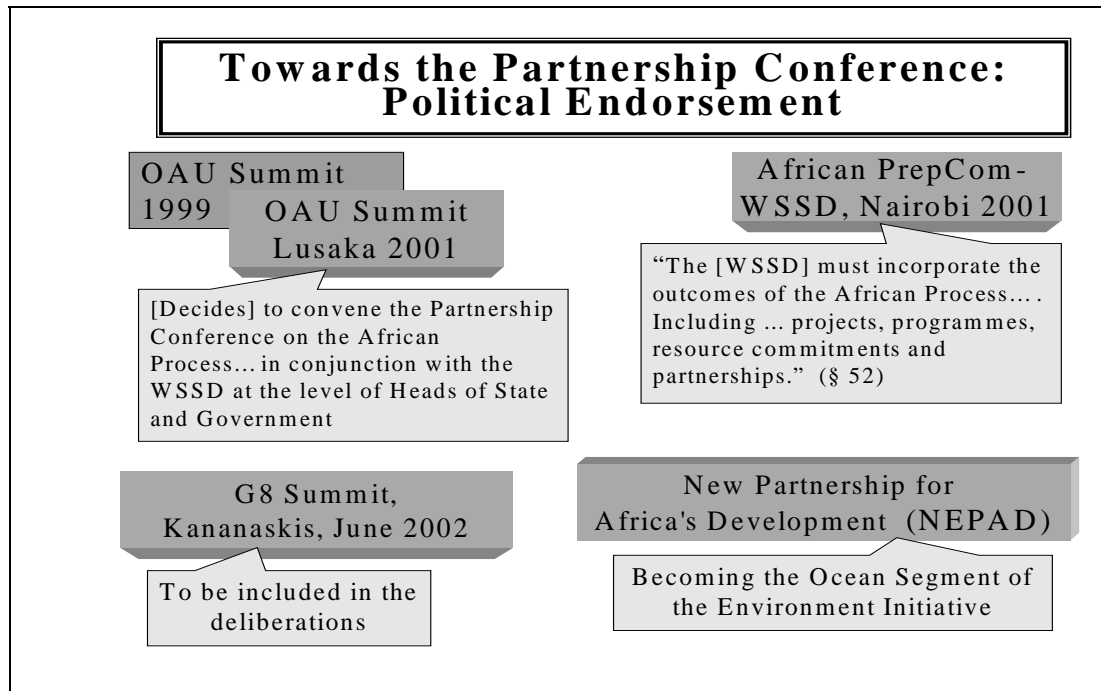 Towards the Partnership Conference:
Political Endorsement
OAU Summit
1999
OAU Summit
Lusaka 2001
[Decides] to convene the Partnership
Conference on the African
Process... in conjunction with the
WSSD at the level of Heads of State
and Government
African PrepCom-
WSSD, Nairobi 2001
“The [WSSD] must incorporate the
outcomes of the African Process... .
Including ... projects, programmes,
resource commitments and
partnerships.” (§ 52)
G8 Summit,
Kananaskis, June 2002
To be included in the
deliberations
New Partnership for
Africa's Development (NEPAD)
Becoming the Ocean Segment of
the Environment Initiative